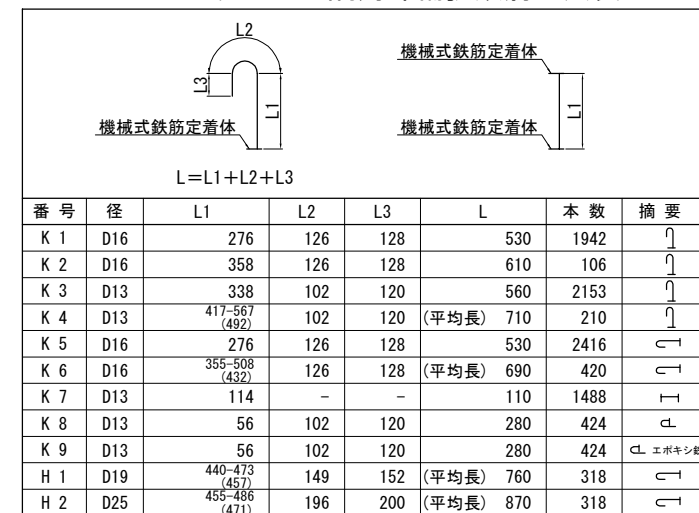 L2
L3
L1
機械式鉄筋定着体
L=L1+L2+L3
機械式鉄筋定着体
機械式鉄筋定着体
L1
番 号 径 L1 L2 L3 L 本 数 摘 要
K 1 D16 276 126 128 530 1942
K 2 D16 358 126 128 610 106
K 3 D13 338 102 120 560 2153
K 4 D13 417-567 (492) 102 120 (平均長) 710 210
K 5 D16 276 126 128 530 2416
K 6 D16 355-508 (432) 126 128 (平均長) 690 420
K 7 D13 114 - - 110 1488
K 8 D13 56 102 120 280 424
K 9 D13 56 102 120 280 424 エポキシ鉄
H 1 D19 440-473 (457) 149 152 (平均長) 760 318
H 2 D25 455-486 (471) 196 200 (平均長) 870 318